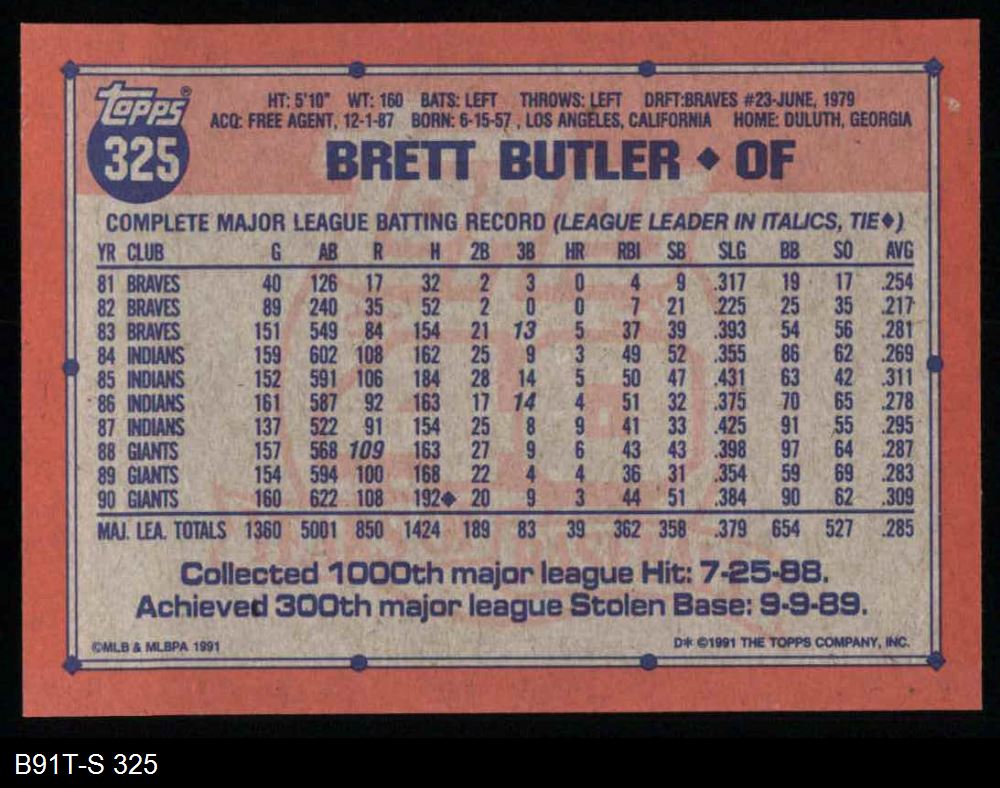 Topps®
325
HT: 5'10" WT: 160 BATS: LEFT THROWS: LEFT DRFT:BRAVES #23-JUNE, 1979
ACQ: FREE AGENT, 12-1-87 BORN: 6-15-57 , LOS ANGELES, CALIFORNIA HOME: DULUTH, GEORGIA
BRETT BUTLER ◆ OF
COMPLETE MAJOR LEAGUE BATTING RECORD (LEAGUE LEADER IN ITALICS, TIE◆)
YR CLUB G AB R H 2B 3B HR RBI SB SLG BB SO AVG
81 BRAVES 40 126 17 32 2 3 0 4 9 .317 19 17 .254
82 BRAVES 89 240 35 52 2 0 0 7 21 .225 25 35 .217
83 BRAVES 151 549 84 154 21 13 5 37 39 .393 54 56 .281
84 INDIANS 159 602 108 162 25 9 3 49 52 .355 86 62 .269
85 INDIANS 152 591 106 184 28 14 5 50 47 .431 63 42 .311
86 INDIANS 161 587 92 163 17 14 4 51 32 .375 70 65 .278
87 INDIANS 137 522 91 154 25 8 9 41 33 .425 91 55 .295
88 GIANTS 157 568 109 163 27 9 6 43 43 .398 97 64 .287
89 GIANTS 154 594 100 168 22 4 4 36 31 .354 59 69 .283
90 GIANTS 160 622 108 192◆ 20 9 3 44 51 .384 90 62 .309
MAJ. LEA. TOTALS 1360 5001 850 1424 189 83 39 362 358 .379 654 527 .285
Collected 1000th major league Hit: 7-25-88.
Achieved 300th major league Stolen Base: 9-9-89.
©MLB & MLBPA 1991 D* ©1991 THE TOPPS COMPANY, INC.
B91T-S 325